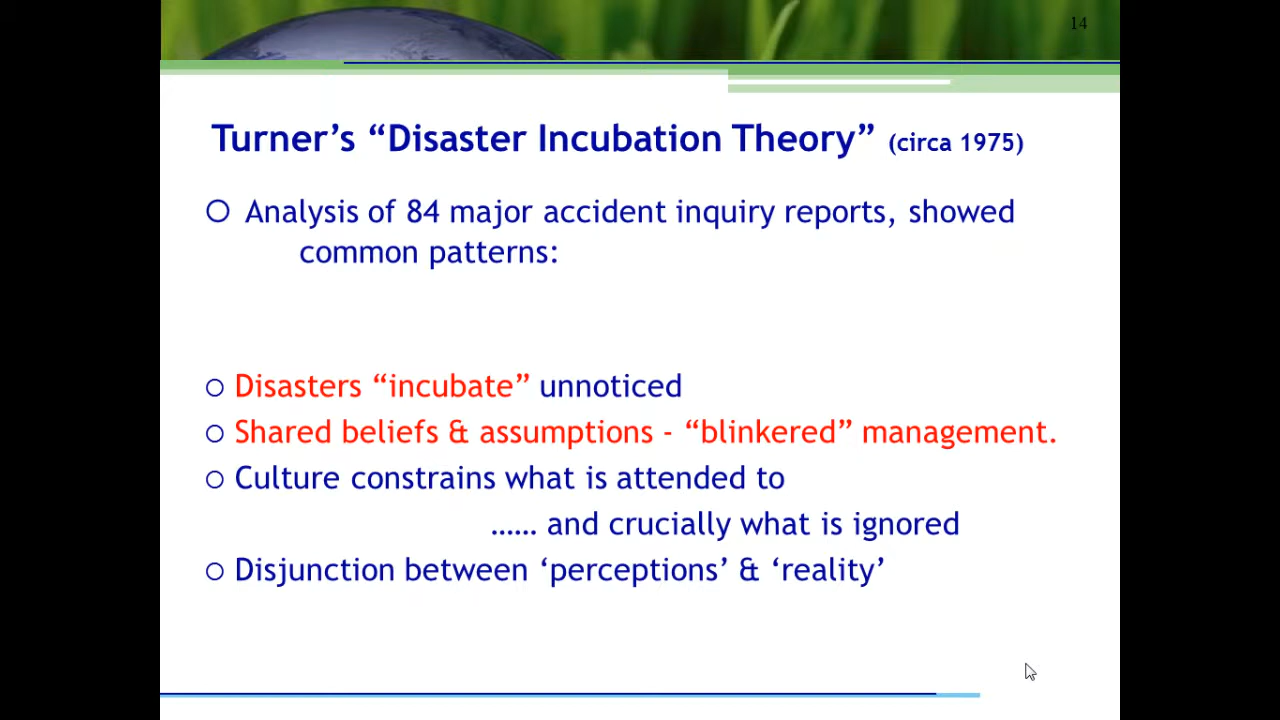 14
Turner’s “Disaster Incubation Theory” (circa 1975)
Analysis of 84 major accident inquiry reports, showed
common patterns:
Disasters “incubate” unnoticed
Shared beliefs & assumptions - “blinkered” management.
Culture constrains what is attended to
...... and crucially what is ignored
Disjunction between ‘perceptions’ & ‘reality’